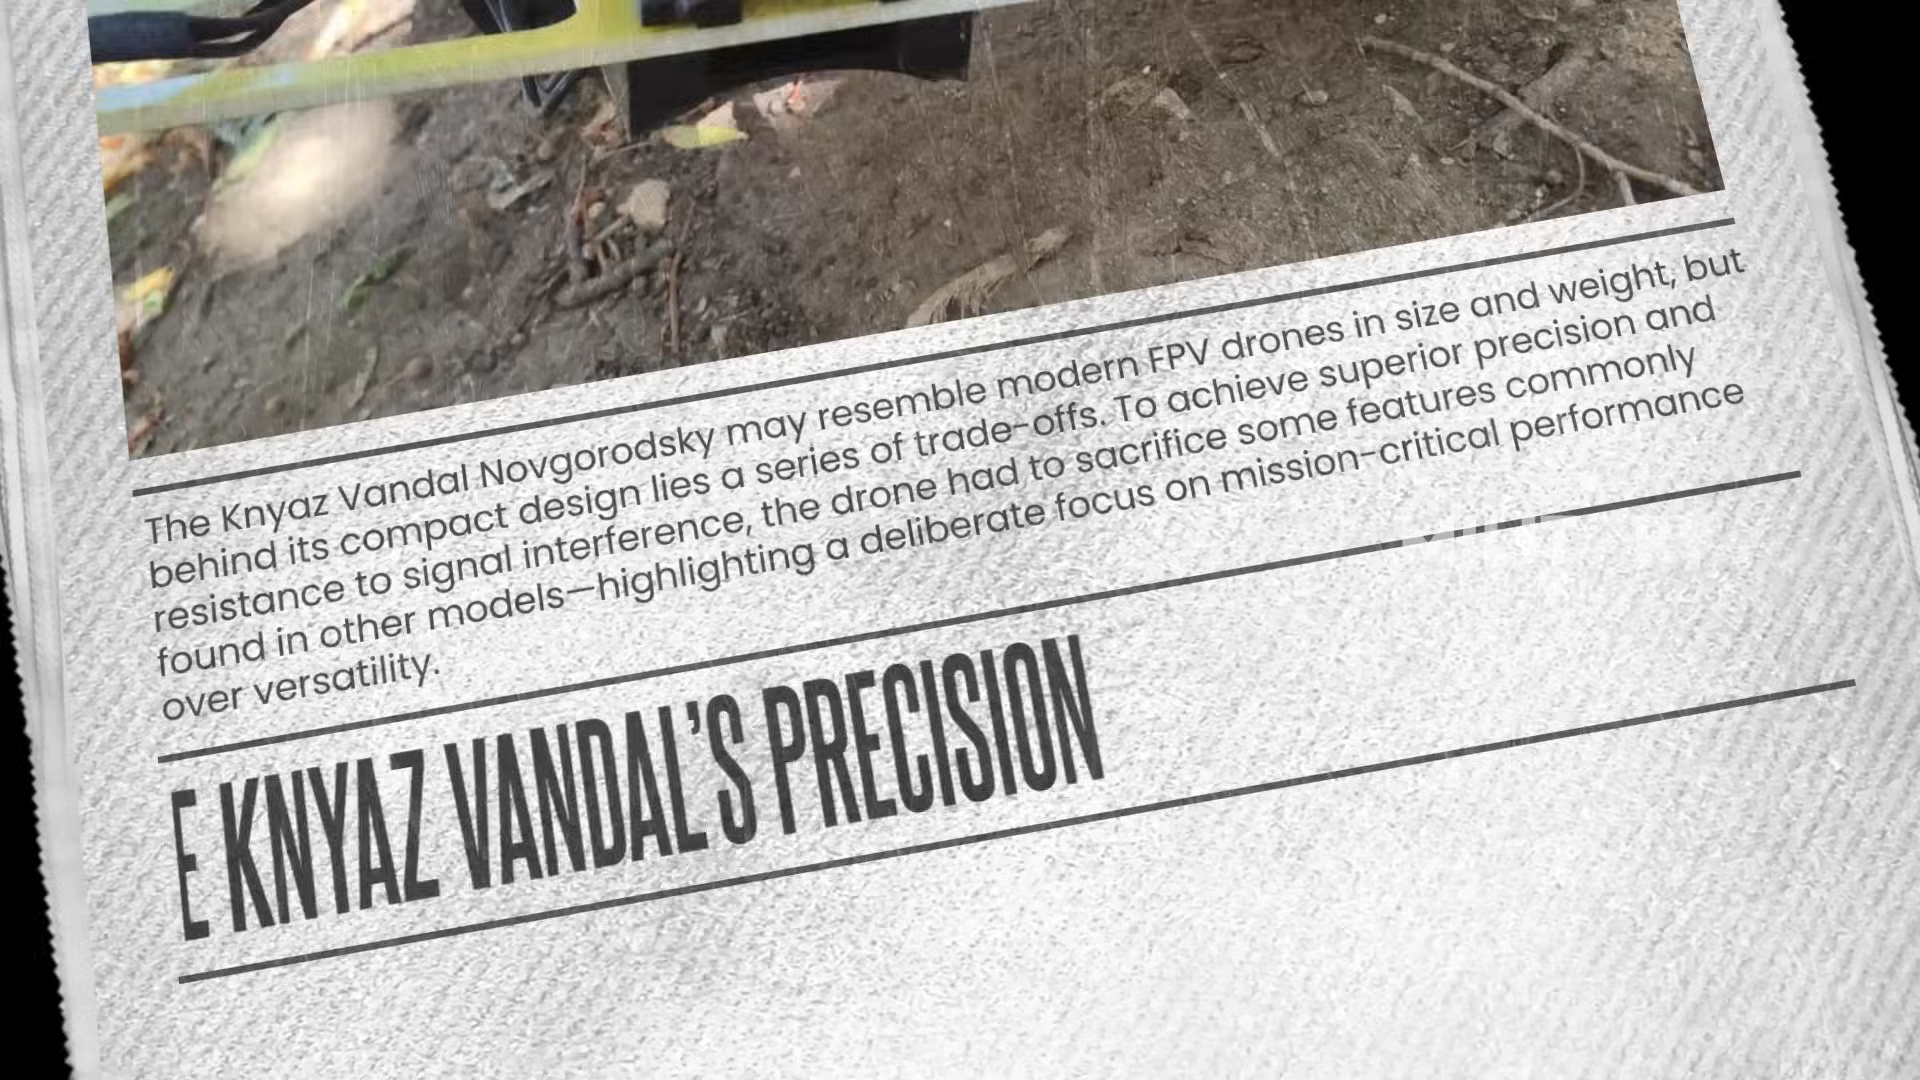 The Knyaz Vandal Novgorodsky may resemble modern FPV drones in size and weight, but
behind its compact design lies a series of trade-offs. To achieve superior precision and
resistance to signal interference, the drone had to sacrifice some features commonly
found in other models—highlighting a deliberate focus on mission-critical performance
over versatility.
E KNYAZ VANDAL'S PRECISION